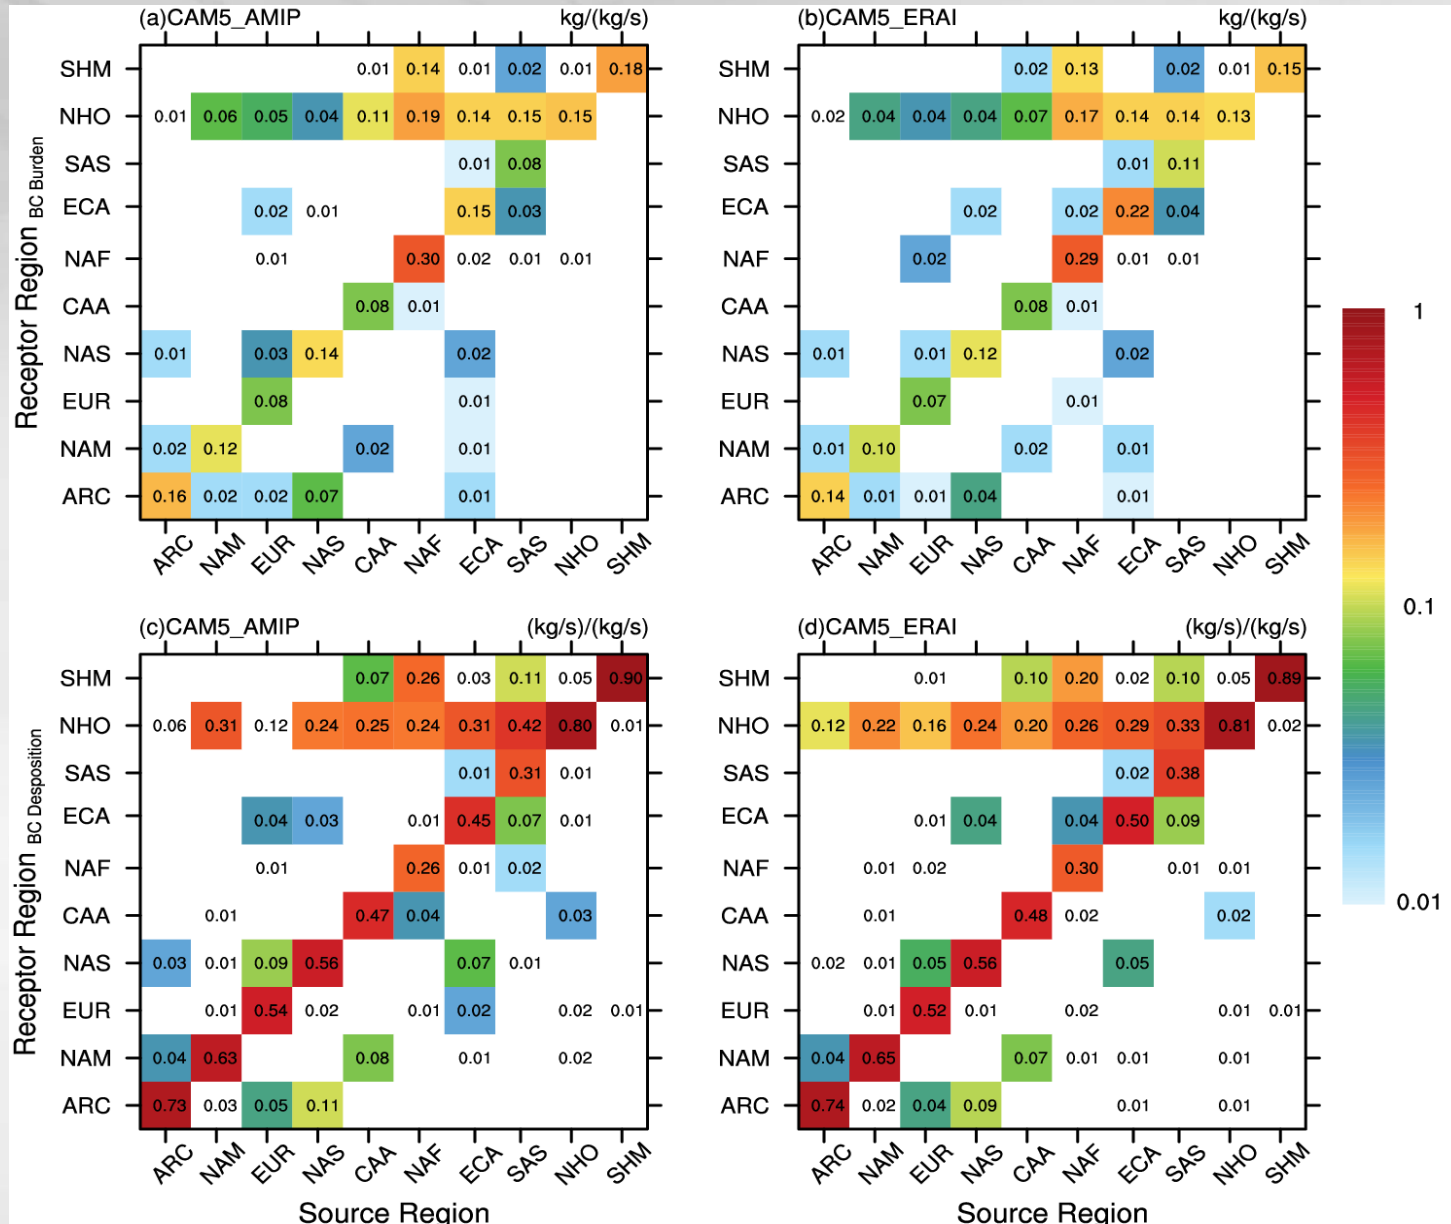 (a)CAM5_AMIP kg/(kg/s)
SHM 0.01 0.14 0.01 0.02 0.01 0.18
NHO 0.01 0.06 0.05 0.04 0.11 0.19 0.14 0.15 0.15
SAS 0.01 0.08
ECA 0.02 0.01 0.15 0.03
NAF 0.01 0.30 0.02 0.01 0.01
CAA 0.08 0.01
NAS 0.01 0.03 0.14 0.02
EUR 0.08 0.01
NAM 0.02 0.12 0.02 0.01
ARC 0.16 0.02 0.02 0.07 0.01
ARC NAM EUR NAS CAA NAF ECA SAS NHO SHM
Receptor Region BC Burden
(b)CAM5_ERAI kg/(kg/s)
SHM 0.02 0.13 0.02 0.01 0.15
NHO 0.02 0.04 0.04 0.04 0.07 0.17 0.14 0.14 0.13
SAS 0.01 0.11
ECA 0.02 0.02 0.22 0.04
NAF 0.02 0.29 0.01 0.01
CAA 0.08 0.01
NAS 0.01 0.01 0.12 0.02
EUR 0.07 0.01
NAM 0.01 0.10 0.02 0.01
ARC 0.14 0.01 0.01 0.04 0.01
ARC NAM EUR NAS CAA NAF ECA SAS NHO SHM
(c)CAM5_AMIP (kg/s)/(kg/s)
SHM 0.07 0.26 0.03 0.11 0.05 0.90
NHO 0.06 0.31 0.12 0.24 0.25 0.24 0.31 0.42 0.80 0.01
SAS 0.01 0.31 0.01
ECA 0.04 0.03 0.01 0.45 0.07 0.01
NAF 0.01 0.26 0.01 0.02
CAA 0.01 0.47 0.04 0.03
NAS 0.03 0.01 0.09 0.56 0.07 0.01
EUR 0.01 0.54 0.02 0.01 0.02 0.02 0.01
NAM 0.04 0.63 0.08 0.01 0.02
ARC 0.73 0.03 0.05 0.11
ARC NAM EUR NAS CAA NAF ECA SAS NHO SHM
Receptor Region BC Desposition
Source Region
(d)CAM5_ERAI (kg/s)/(kg/s)
SHM 0.01 0.10 0.20 0.02 0.10 0.05 0.89
NHO 0.12 0.22 0.16 0.24 0.20 0.26 0.29 0.33 0.81 0.02
SAS 0.02 0.38
ECA 0.01 0.04 0.04 0.50 0.09
NAF 0.01 0.02 0.30 0.01 0.01
CAA 0.01 0.48 0.02 0.02
NAS 0.02 0.01 0.05 0.56 0.05
EUR 0.01 0.52 0.01 0.02 0.01 0.01
NAM 0.04 0.65 0.07 0.01 0.01 0.01
ARC 0.74 0.02 0.04 0.09 0.01 0.01
ARC NAM EUR NAS CAA NAF ECA SAS NHO SHM
Source Region
1
0.1
0.01